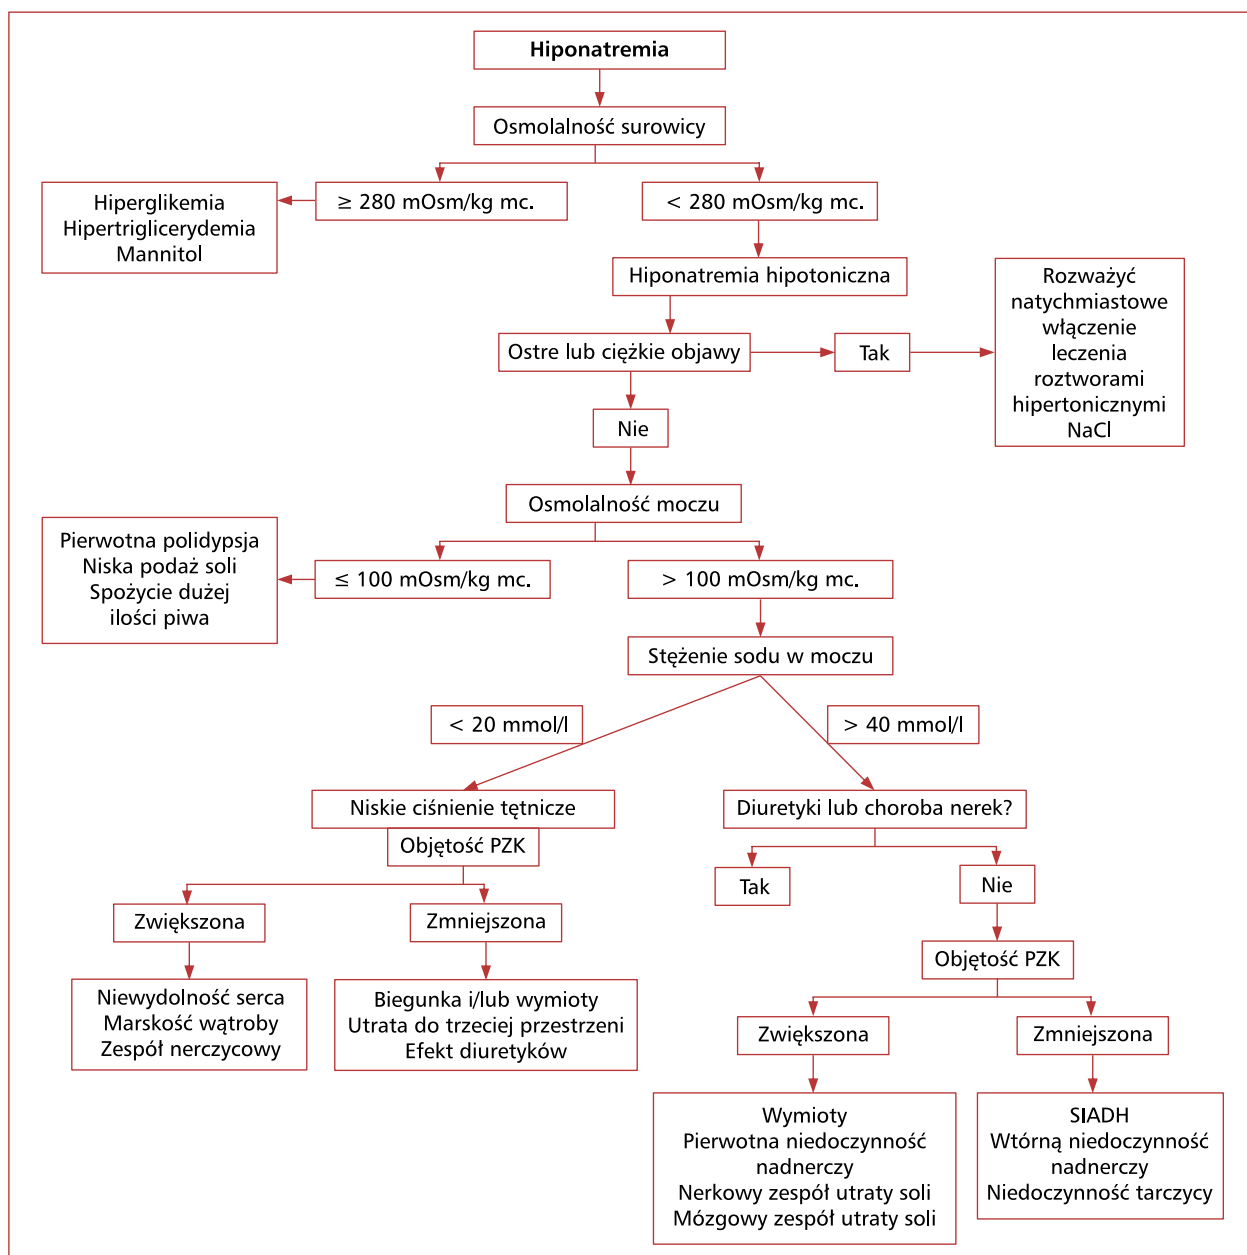 Hiponatremia
Osmolalność surowicy
≥ 280 mOsm/kg mc.
< 280 mOsm/kg mc.
Hiperglikemia
Hipertriglicerydemia
Mannitol
Hiponatremia hipotoniczna
Ostre lub ciężkie objawy
Tak
Rozważyć
natychmiastowe
włączenie
leczenia
roztworami
hipertonicznymi
NaCl
Nie
Osmolalność moczu
≤ 100 mOsm/kg mc.
> 100 mOsm/kg mc.
Pierwotna polidypsja
Niska podaż soli
Spożycie dużej
ilości piwa
Stężenie sodu w moczu
< 20 mmol/l
> 40 mmol/l
Niskie ciśnienie tętnicze
Objętość PZK
Zwiększona
Zmniejszona
Niewydolność serca
Marskość wątroby
Zespół nerczycowy
Biegunka i/lub wymioty
Utrata do trzeciej przestrzeni
Efekt diuretyków
Diuretyki lub choroba nerek?
Tak
Nie
Objętość PZK
Zwiększona
Zmniejszona
Wymioty
Pierwotna niedoczynność
nadnerczy
Nerkowy zespół utraty soli
Mózgowy zespół utraty soli
SIADH
Wtórną niedoczynność
nadnerczy
Niedoczynność tarczycy